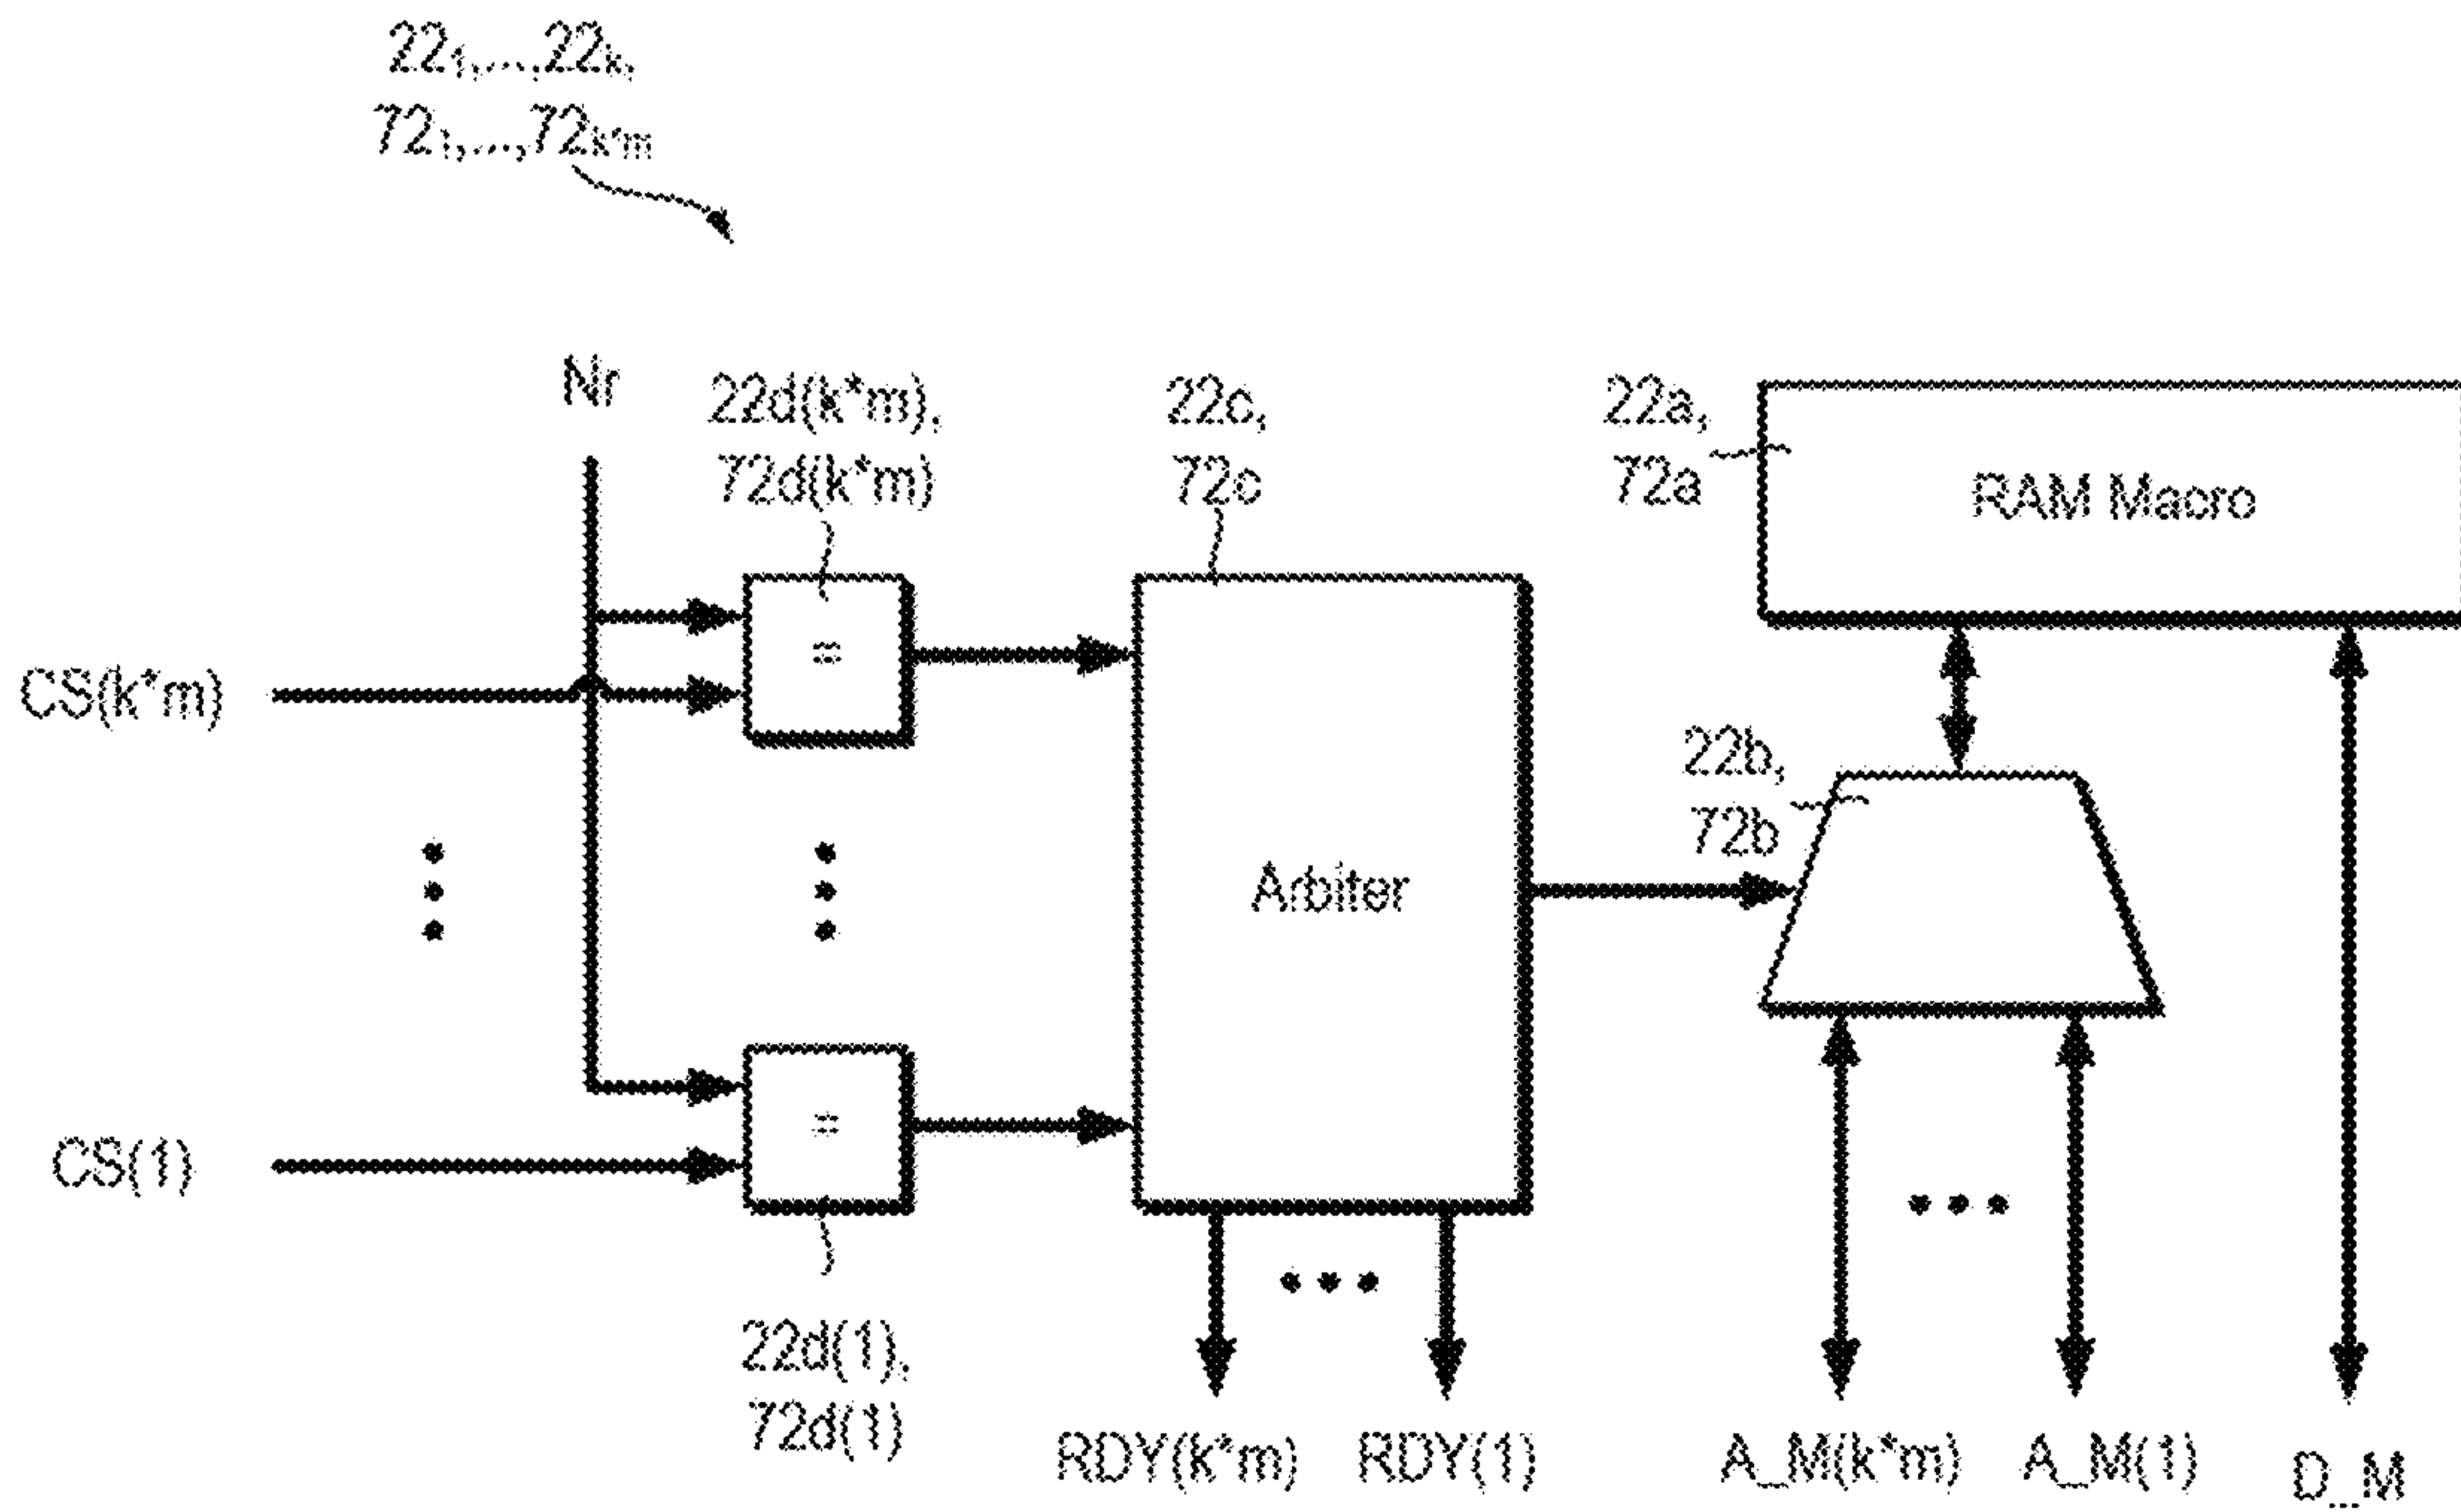 22₁,...,22ₖ,
72₁,...,72ₖ*ₘ
Nr
22d(k*m),
72d(k*m)
22c,
72c
22a,
72a
RAM Macro
=
CS(k*m)
22b,
72b
Arbiter
=
CS(1)
22d(1),
72d(1)
RDY(k*m)
RDY(1)
A_M(k*m)
A_M(1)
D_M